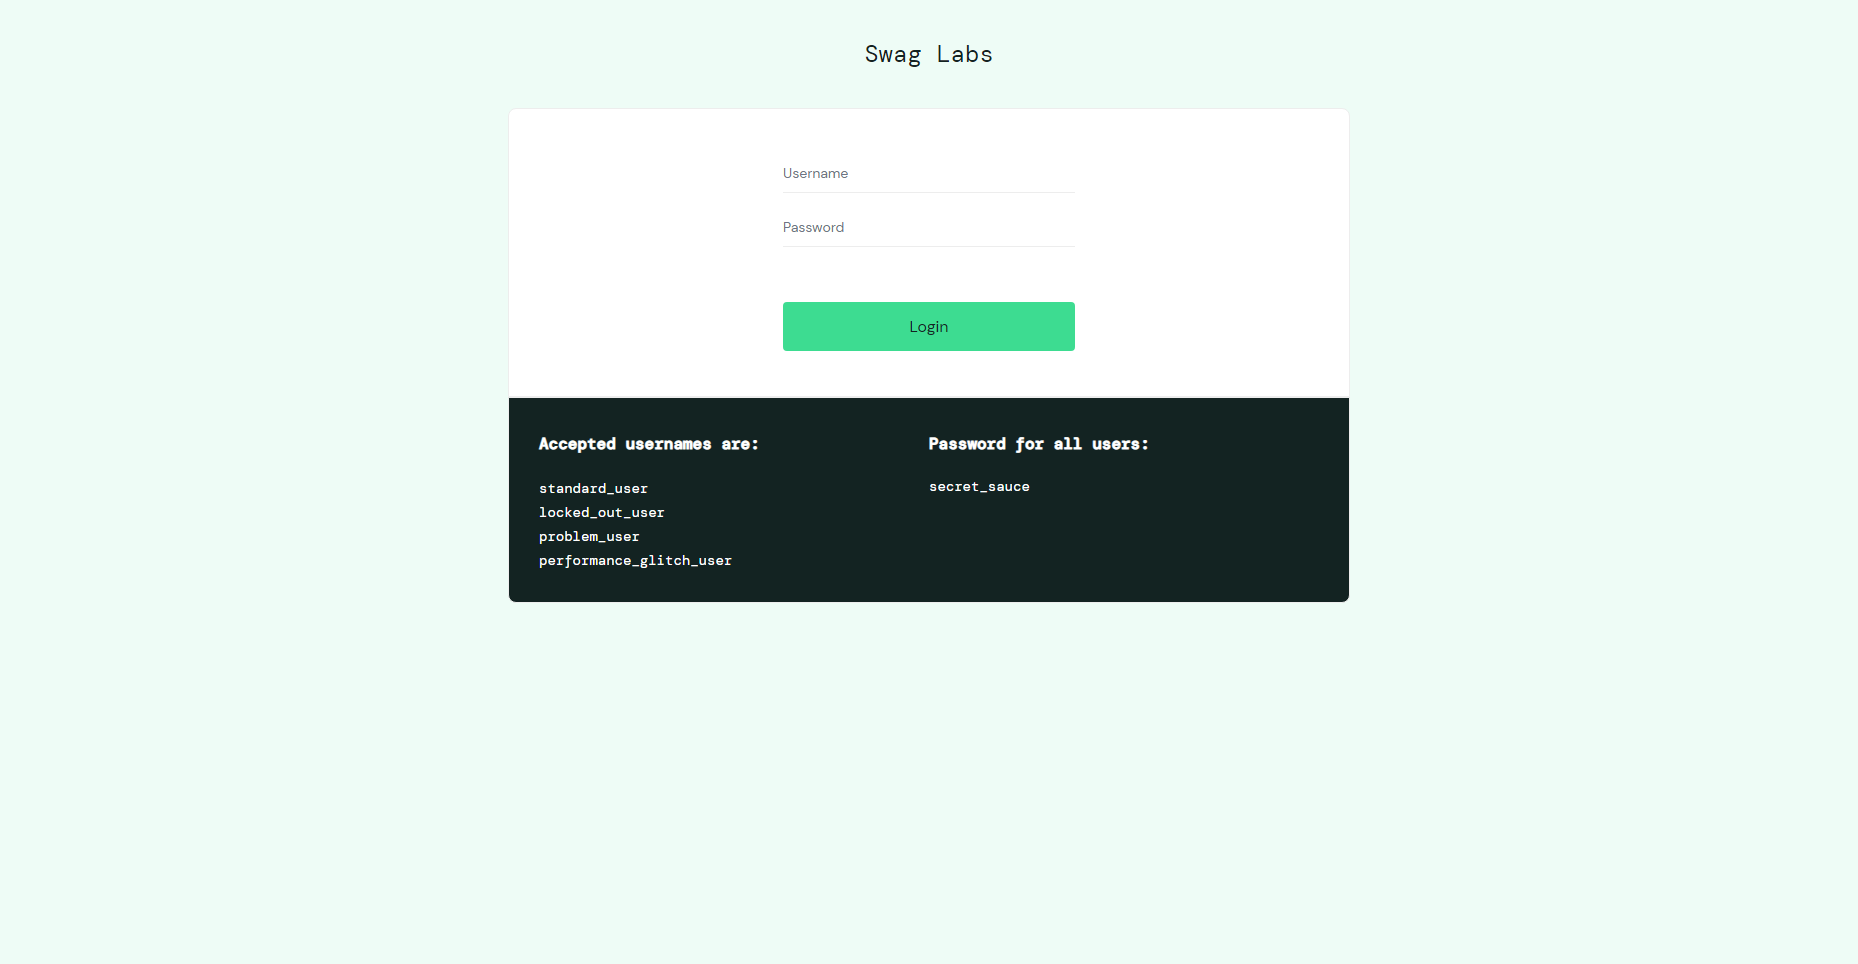 Swag Labs
Username
Password
Login
Accepted usernames are:
standard_user
locked_out_user
problem_user
performance_glitch_user
Password for all users:
secret_sauce